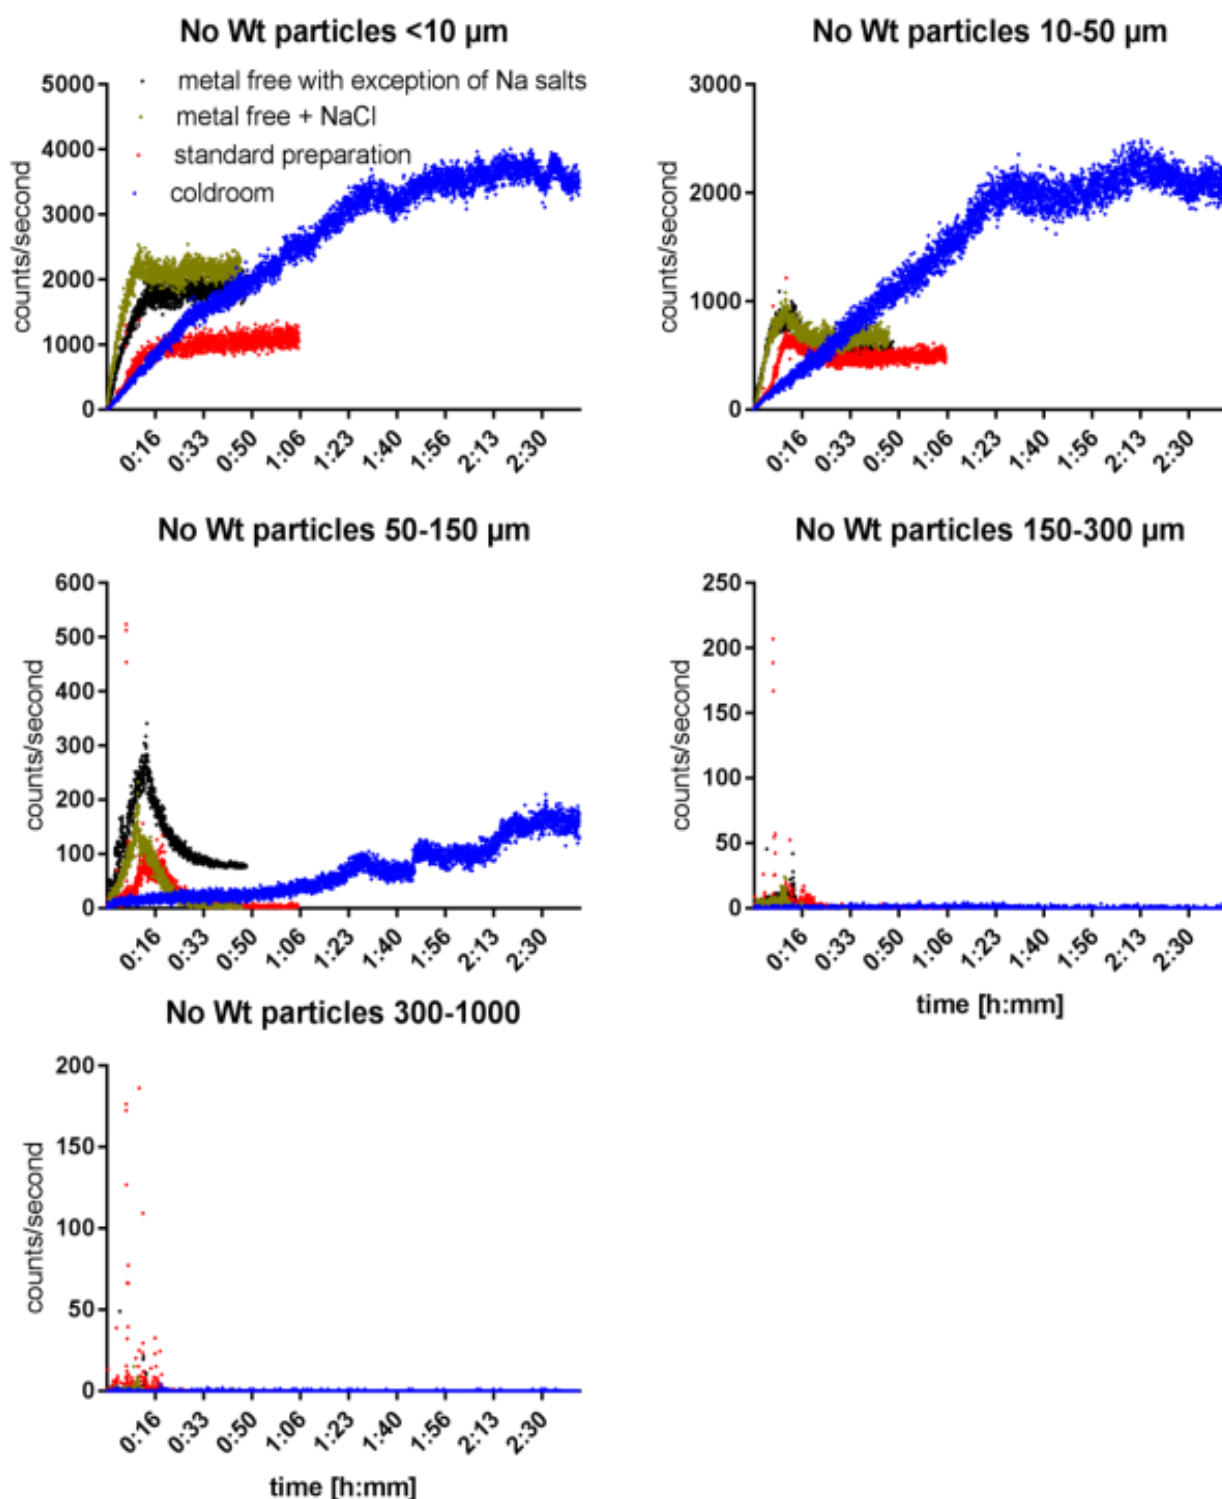 No Wt particles <10 µm
5000
4000
3000
2000
1000
0
counts/second
metal free with exception of Na salts
metal free + NaCl
standard preparation
coldroom
0:16 0:33 0:50 1:06 1:23 1:40 1:56 2:13 2:30
No Wt particles 10-50 µm
3000
2000
1000
0
counts/second
0:16 0:33 0:50 1:06 1:23 1:40 1:56 2:13 2:30
No Wt particles 50-150 µm
600
500
400
300
200
100
0
counts/second
0:16 0:33 0:50 1:06 1:23 1:40 1:56 2:13 2:30
No Wt particles 150-300 µm
250
200
150
100
50
0
counts/second
0:16 0:33 0:50 1:06 1:23 1:40 1:56 2:13 2:30
time [h:mm]
No Wt particles 300-1000
200
150
100
50
0
counts/second
0:16 0:33 0:50 1:06 1:23 1:40 1:56 2:13 2:30
time [h:mm]